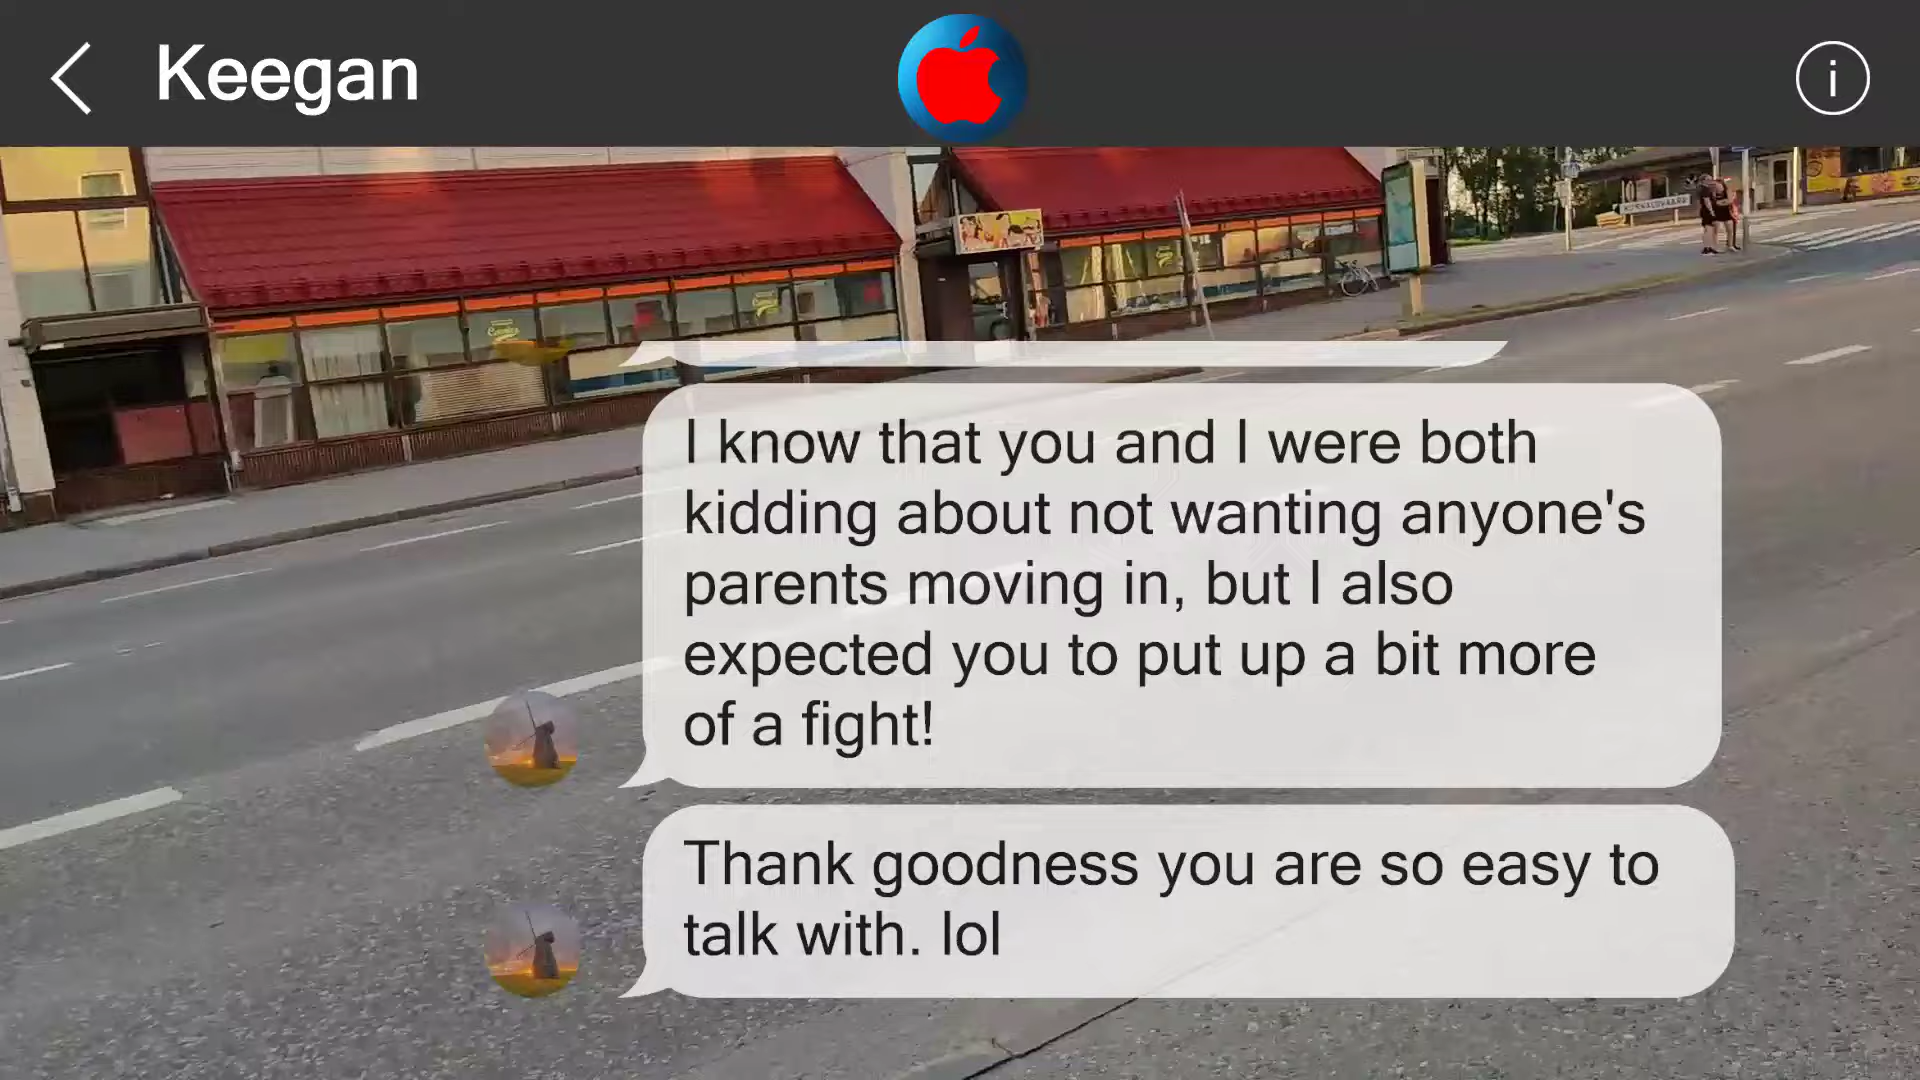 Keegan
i
I know that you and I were both
kidding about not wanting anyone's
parents moving in, but I also
expected you to put up a bit more
of a fight!
Thank goodness you are so easy to
talk with. lol